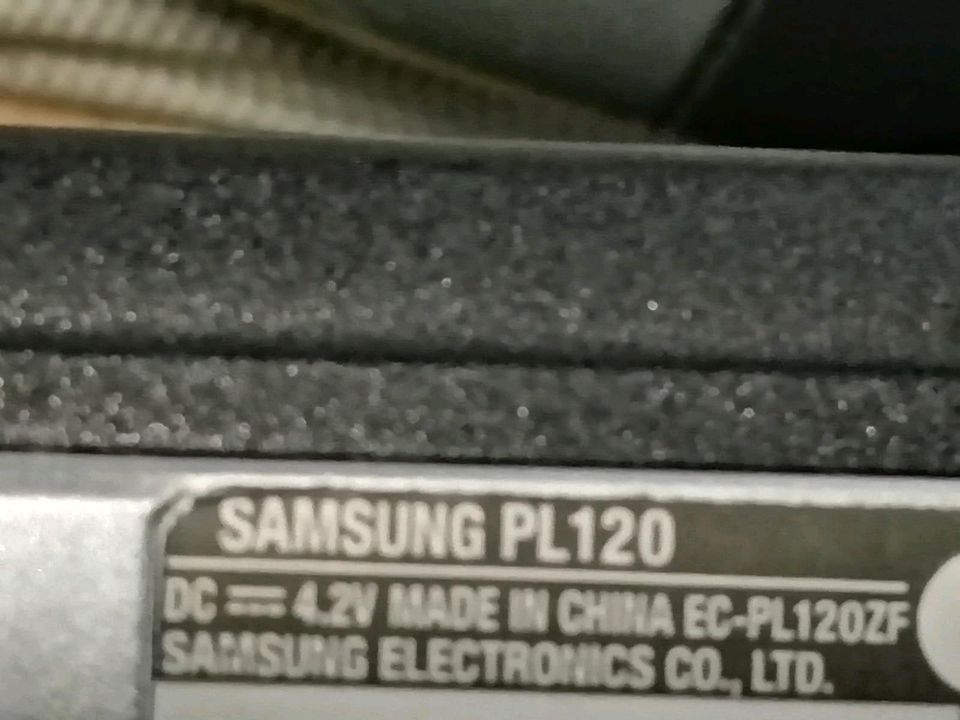 SAMSUNG PL120
DC ⎓ 4.2V MADE IN CHINA EC-PL120ZF
SAMSUNG ELECTRONICS CO., LTD.